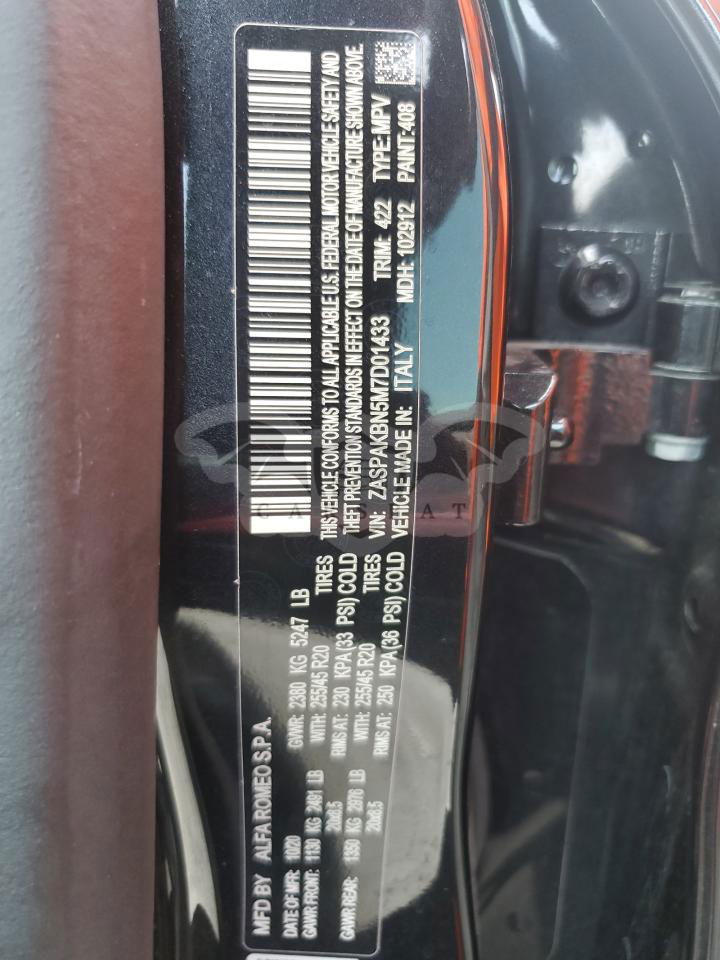 MFD BY ALFA ROMEO S.P.A.
DATE OF MFR: 10/20 GVWR: 2380 KG 5247 LB
GAWR FRONT: 1130 KG 2491 LB WITH: 255/45 R20 TIRES
20x8.5 RIMS AT: 230 KPA(33 PSI) COLD
GAWR REAR: 1350 KG 2976 LB WITH: 255/45 R20 TIRES
20x8.5 RIMS AT: 250 KPA(36 PSI) COLD
THIS VEHICLE CONFORMS TO ALL APPLICABLE U.S. FEDERAL MOTOR VEHICLE SAFETY AND
THEFT PREVENTION STANDARDS IN EFFECT ON THE DATE OF MANUFACTURE SHOWN ABOVE.
VIN: ZASPAKBN5M7D01433 TRIM: 422 TYPE:MPV
VEHICLE MADE IN: ITALY MDH: 102912 PAINT:408